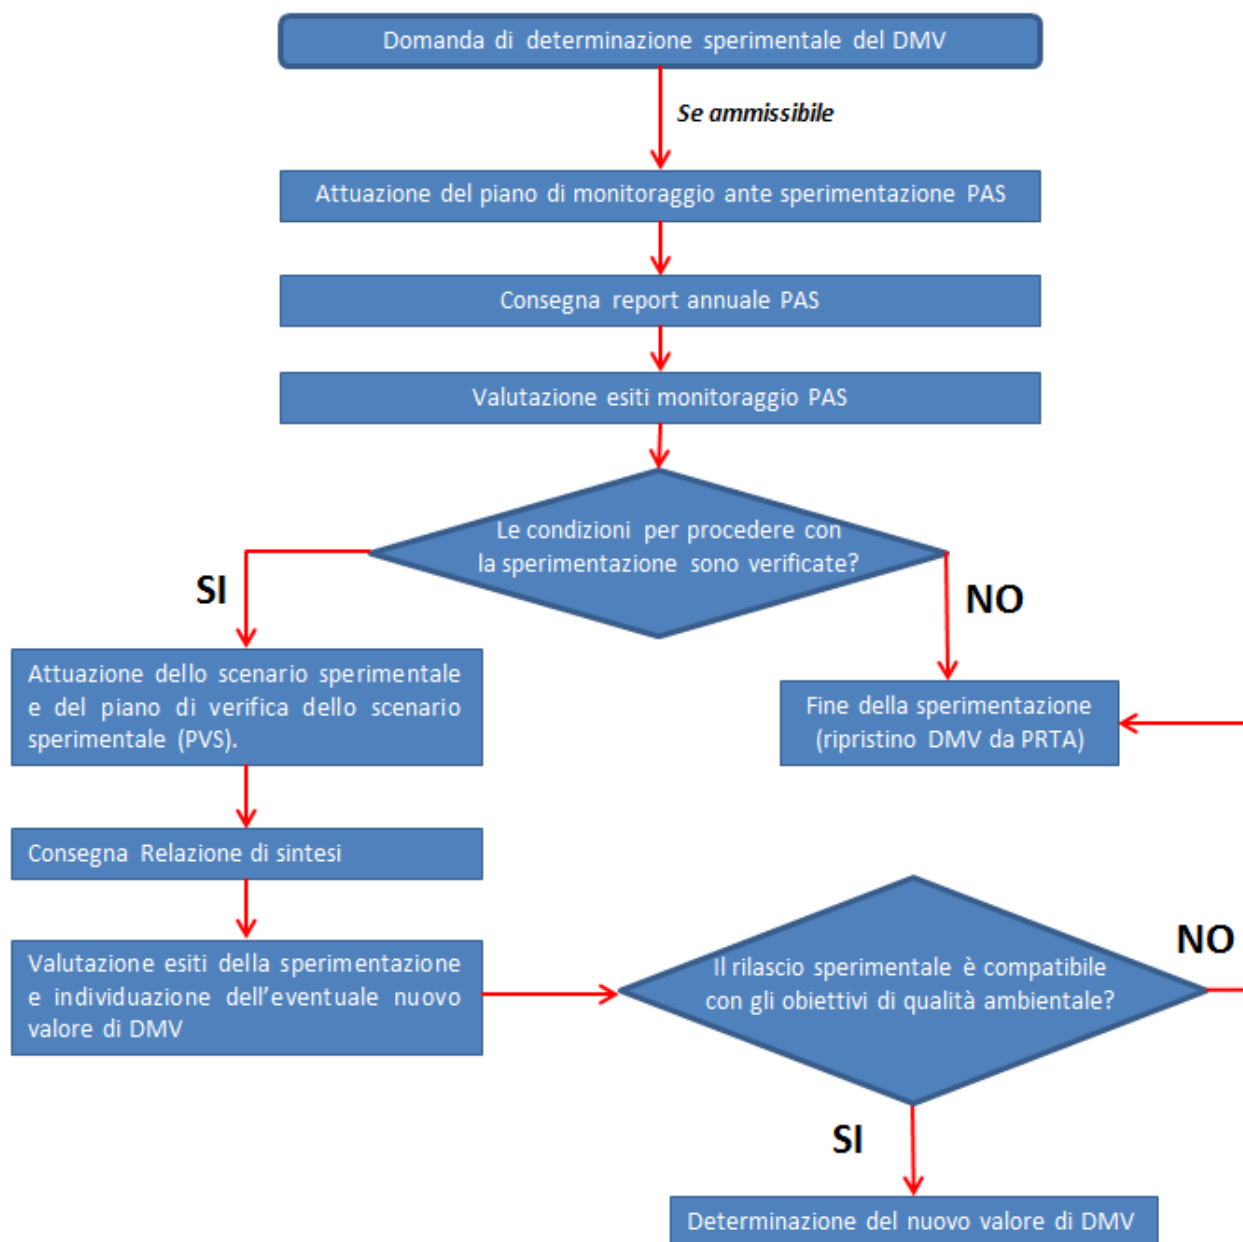 Domanda di determinazione sperimentale del DMV
Se ammissibile
Attuazione del piano di monitoraggio ante sperimentazione PAS
Consegna report annuale PAS
Valutazione esiti monitoraggio PAS
Le condizioni per procedere con
la sperimentazione sono verificate?
SI
NO
Attuazione dello scenario sperimentale
e del piano di verifica dello scenario
sperimentale (PVS).
Fine della sperimentazione
(ripristino DMV da PRTA)
Consegna Relazione di sintesi
Valutazione esiti della sperimentazione
e individuazione dell'eventuale nuovo
valore di DMV
Il rilascio sperimentale è compatibile
con gli obiettivi di qualità ambientale?
NO
SI
Determinazione del nuovo valore di DMV